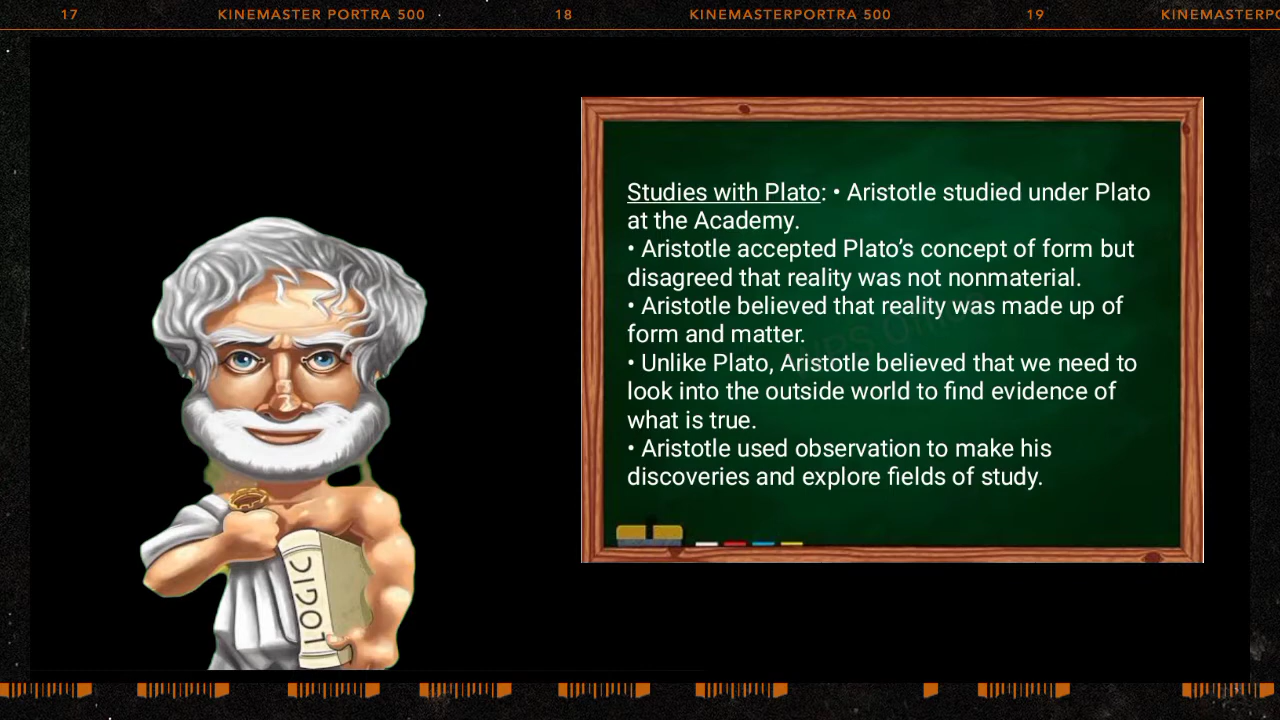 17 KINEMASTER PORTRA 500 18 KINEMASTERPORTRA 500 19 KINEMASTERPO
Studies with Plato: • Aristotle studied under Plato
at the Academy.
• Aristotle accepted Plato’s concept of form but
disagreed that reality was not nonmaterial.
• Aristotle believed that reality was made up of
form and matter.
• Unlike Plato, Aristotle believed that we need to
look into the outside world to find evidence of
what is true.
• Aristotle used observation to make his
discoveries and explore fields of study.
LOGIC